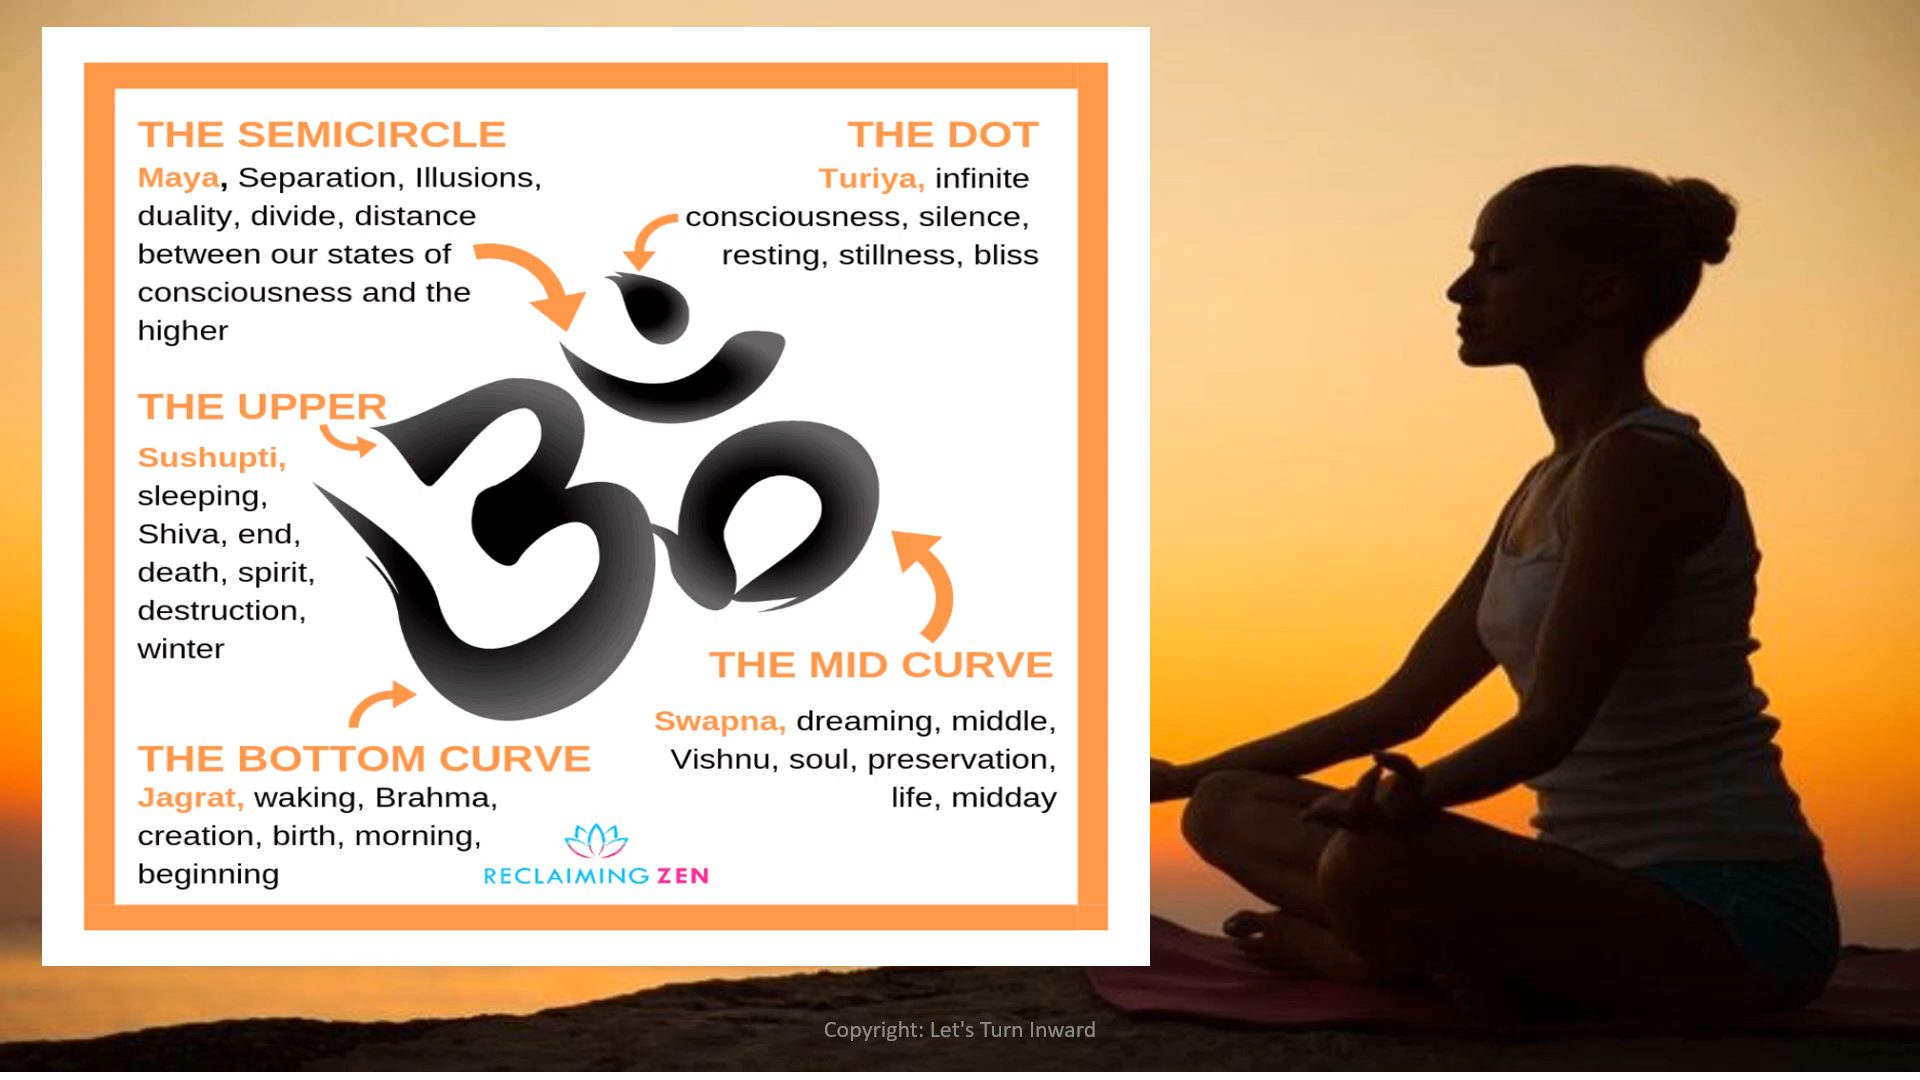 THE SEMICIRCLE
Maya, Separation, Illusions,
duality, divide, distance
between our states of
consciousness and the
higher
THE DOT
Turiya, infinite
consciousness, silence,
resting, stillness, bliss
THE UPPER
Sushupti,
sleeping,
Shiva, end,
death, spirit,
destruction,
winter
THE MID CURVE
Swapna, dreaming, middle,
Vishnu, soul, preservation,
life, midday
THE BOTTOM CURVE
Jagrat, waking, Brahma,
creation, birth, morning,
beginning
RECLAIMING ZEN
Copyright: Let's Turn Inward